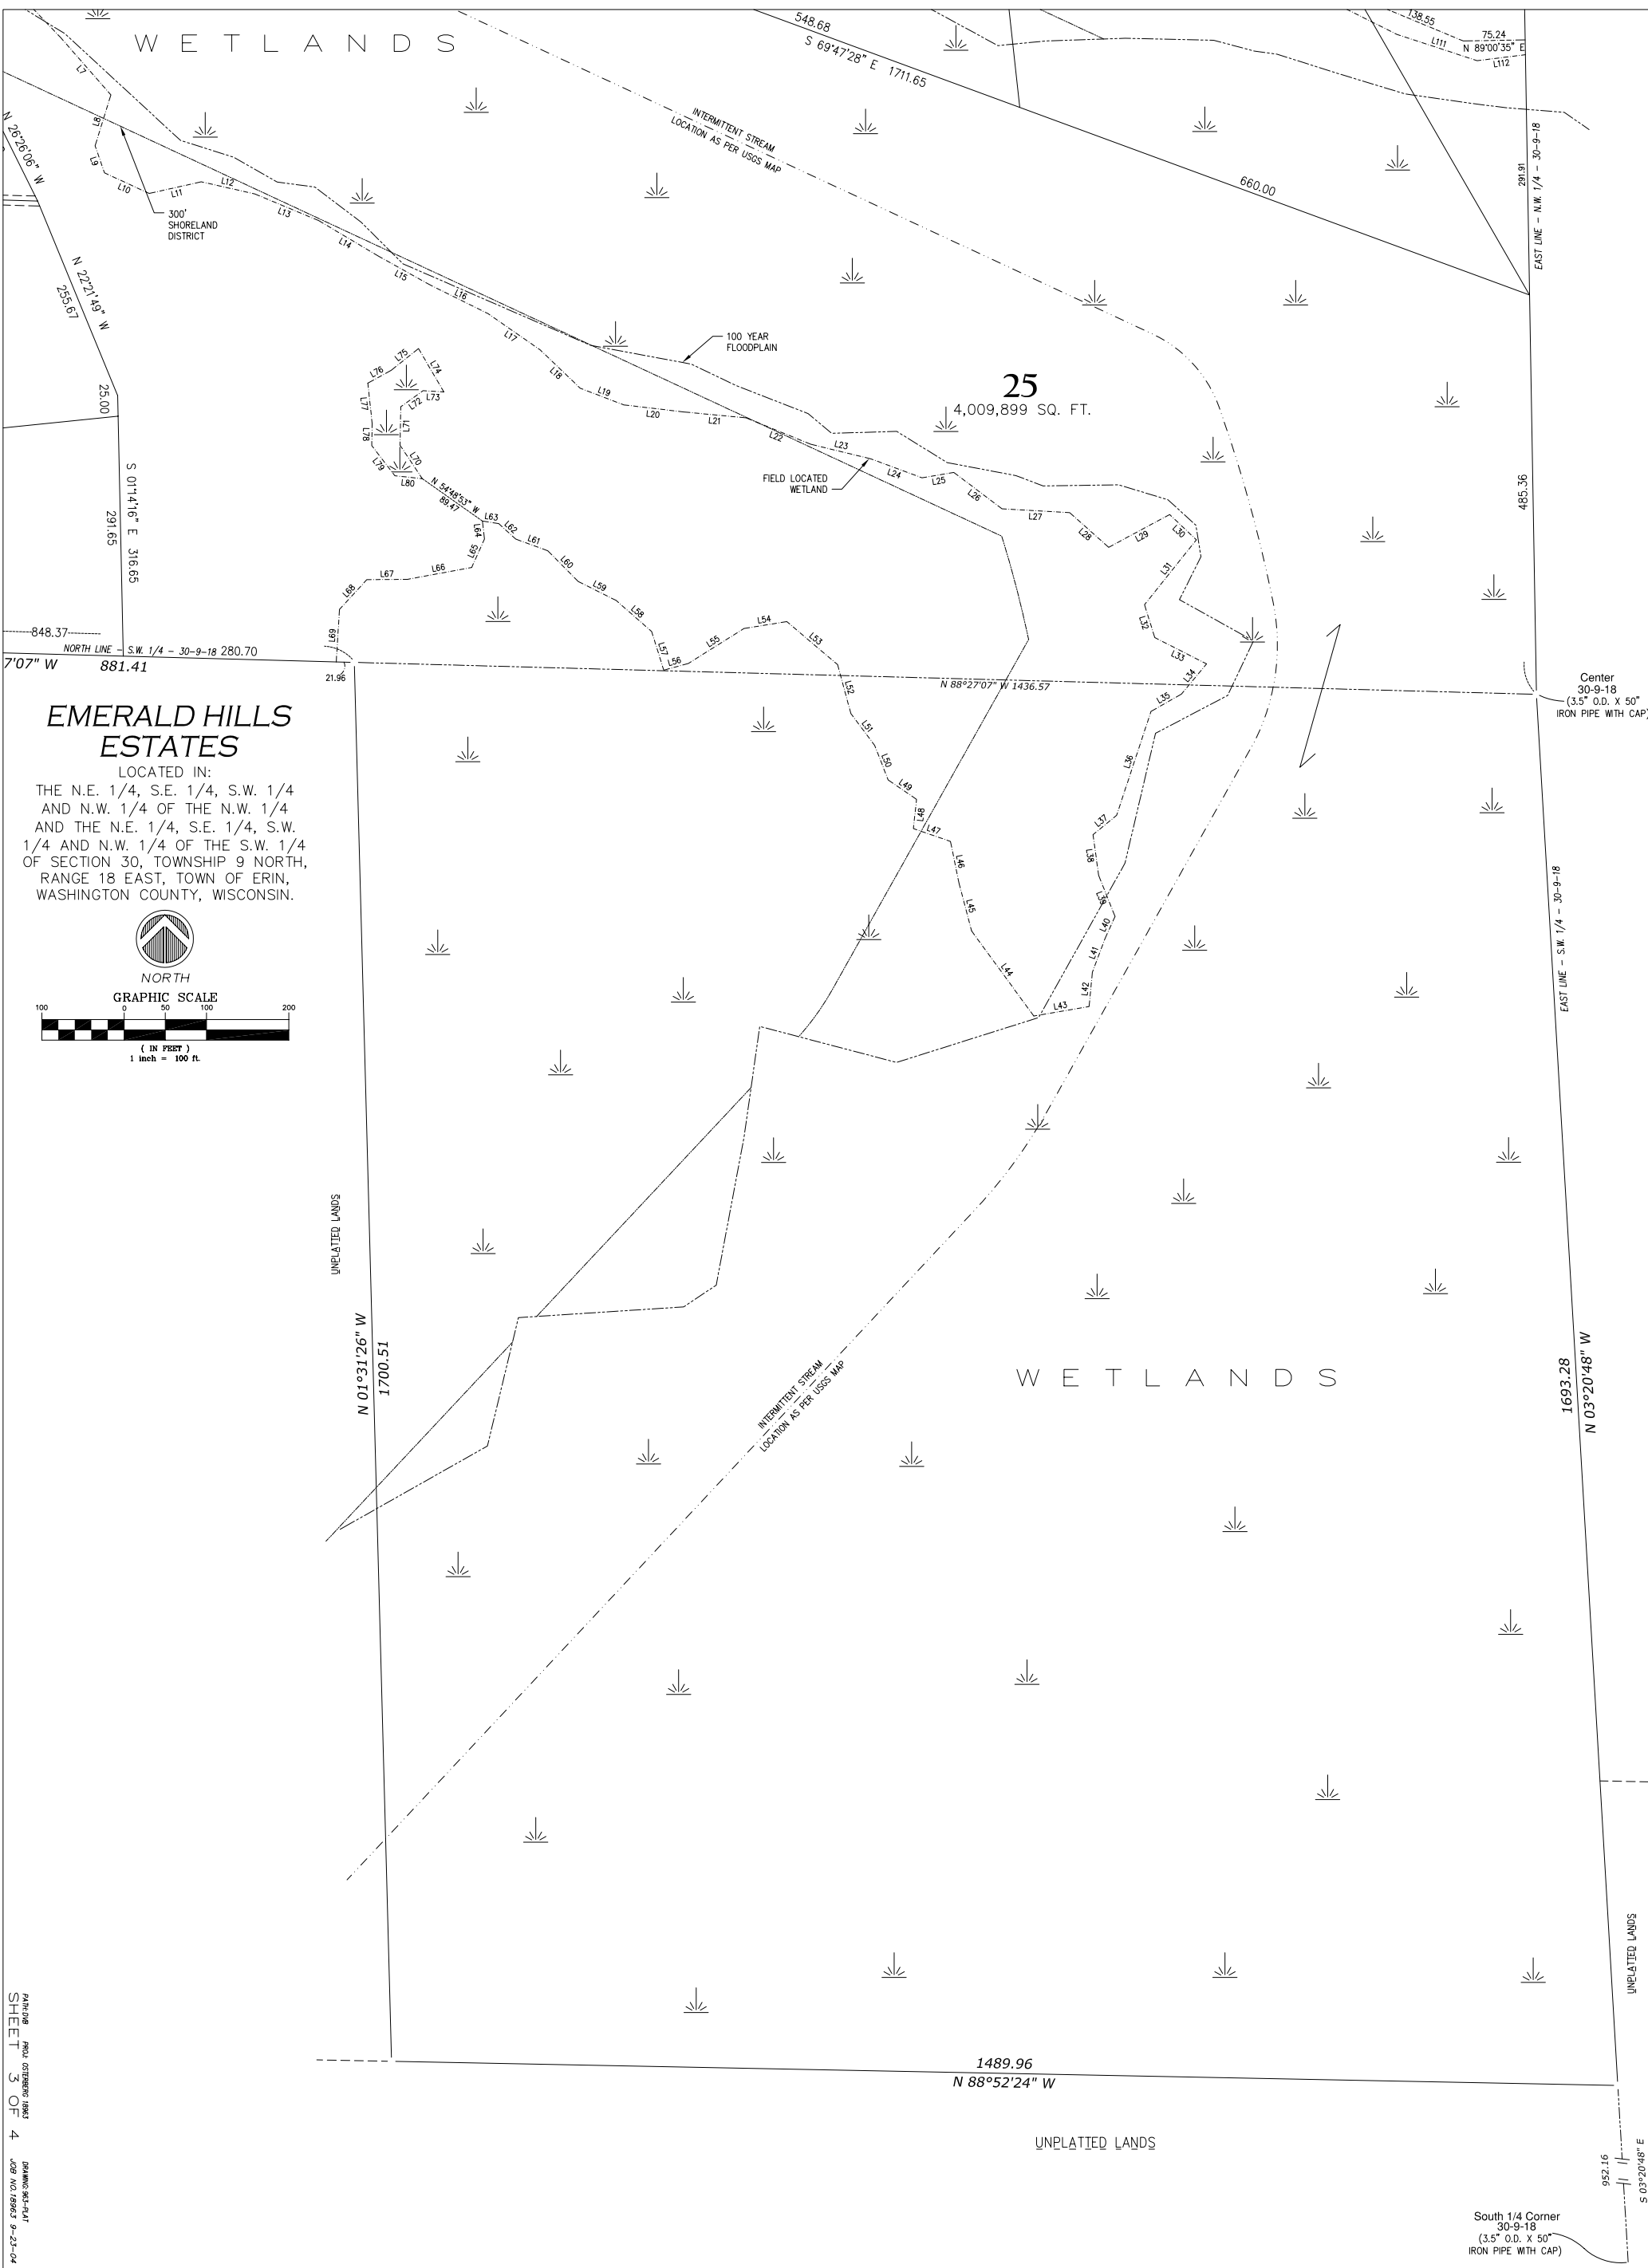 WETLANDS
548.68
S 69°47'28" E 1711.65
138.55
75.24
N 89°00'35" E
L111
L112
L7
L8
L9
L10
L11
L12
L13
L14
L15
L16
L17
L18
L19
L20
L21
L22
L23
L24
L25
L26
L27
L28
L29
L30
L31
L32
L33
L34
L35
L36
L37
L38
L39
L40
L41
L42
L43
L44
L45
L46
L47
L48
L49
L50
L51
L52
L53
L54
L55
L56
L57
L58
L59
L60
L61
L62
L63
L64
L65
L66
L67
L68
L69
L70
L71
L72
L73
L74
L75
L76
L77
L78
L79
L80
N 54°48'53" W
89.47
N 26°26'06" W
300'
SHORELAND
DISTRICT
INTERMITTENT STREAM
LOCATION AS PER USGS MAP
660.00
291.91
EAST LINE - N.W. 1/4 - 30-9-18
N 22°21'49" W
255.67
100 YEAR
FLOODPLAIN
25
4,009,899 SQ. FT.
FIELD LOCATED
WETLAND
25.00
S 01°14'16" E 316.65
291.65
485.36
848.37
NORTH LINE - S.W. 1/4 - 30-9-18 280.70
7'07" W 881.41
21.96
N 88°27'07" W 1436.57
Center
30-9-18
(3.5" O.D. X 50"
IRON PIPE WITH CAP)
EMERALD HILLS
ESTATES
LOCATED IN:
THE N.E. 1/4, S.E. 1/4, S.W. 1/4
AND N.W. 1/4 OF THE N.W. 1/4
AND THE N.E. 1/4, S.E. 1/4, S.W.
1/4 AND N.W. 1/4 OF THE S.W. 1/4
OF SECTION 30, TOWNSHIP 9 NORTH,
RANGE 18 EAST, TOWN OF ERIN,
WASHINGTON COUNTY, WISCONSIN.
NORTH
GRAPHIC SCALE
100 0 50 100 200
( IN FEET )
1 inch = 100 ft.
EAST LINE - S.W. 1/4 - 30-9-18
UNPLATTED LANDS
N 01°31'26" W
1700.51
INTERMITTENT STREAM
LOCATION AS PER USGS MAP
WETLANDS
1693.28
N 03°20'48" W
UNPLATTED LANDS
1489.96
N 88°52'24" W
UNPLATTED LANDS
952.16
S 03°20'48" E
South 1/4 Corner
30-9-18
(3.5" O.D. X 50"
IRON PIPE WITH CAP)
PATH:DVB PROJ: OSTERBERG 18963 DRAWING:963-PLAT
SHEET 3 OF 4 JOB NO.18963 9-23-04